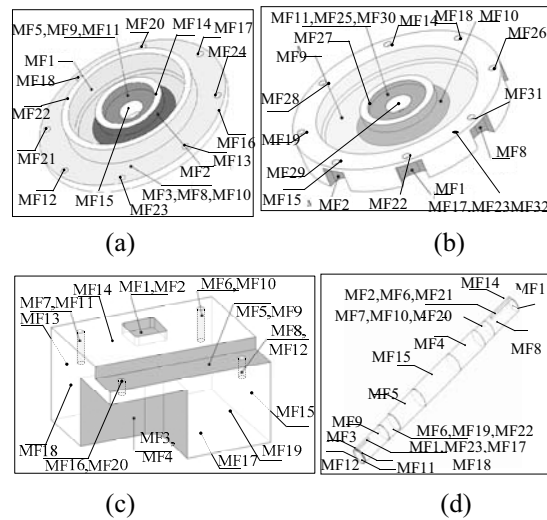 MF20 MF14 MF17
MF5,MF9,MF11
MF24
MF1
MF18
MF22
MF16
MF21
MF13
MF2
MF12
MF15 MF3,MF8,MF10
MF23
(a)
MF11,MF25,MF30 MF14 MF18 MF10
MF27
MF9
MF26
MF28
MF31
MF19
MF8
MF29
MF15
MF2 MF22 MF1
MF17,MF23MF32
(b)
MF14 MF1,MF2 MF6,MF10
MF7,MF11
MF13
MF5,MF9
MF8,
MF12
MF15
MF18
MF3,
MF4
MF19
MF16,MF20
MF17
(c)
MF14
MF1
MF2,MF6,MF21
MF7,MF10,MF20
MF4
MF8
MF15
MF5
MF9
MF6,MF19,MF22
MF3
MF1,MF23,MF17
MF12 MF11 MF18
(d)